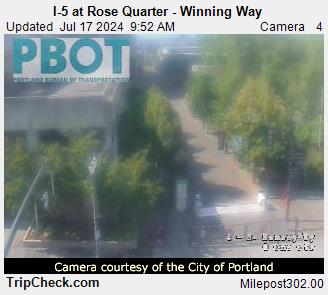 I-5 at Rose Quarter - Winning Way
Updated Jul 17 2024 9:52 AM Camera 4
PBOT
PORTLAND BUREAU OF TRANSPORTATION
Camera courtesy of the City of Portland
TripCheck.com Milepost302.00